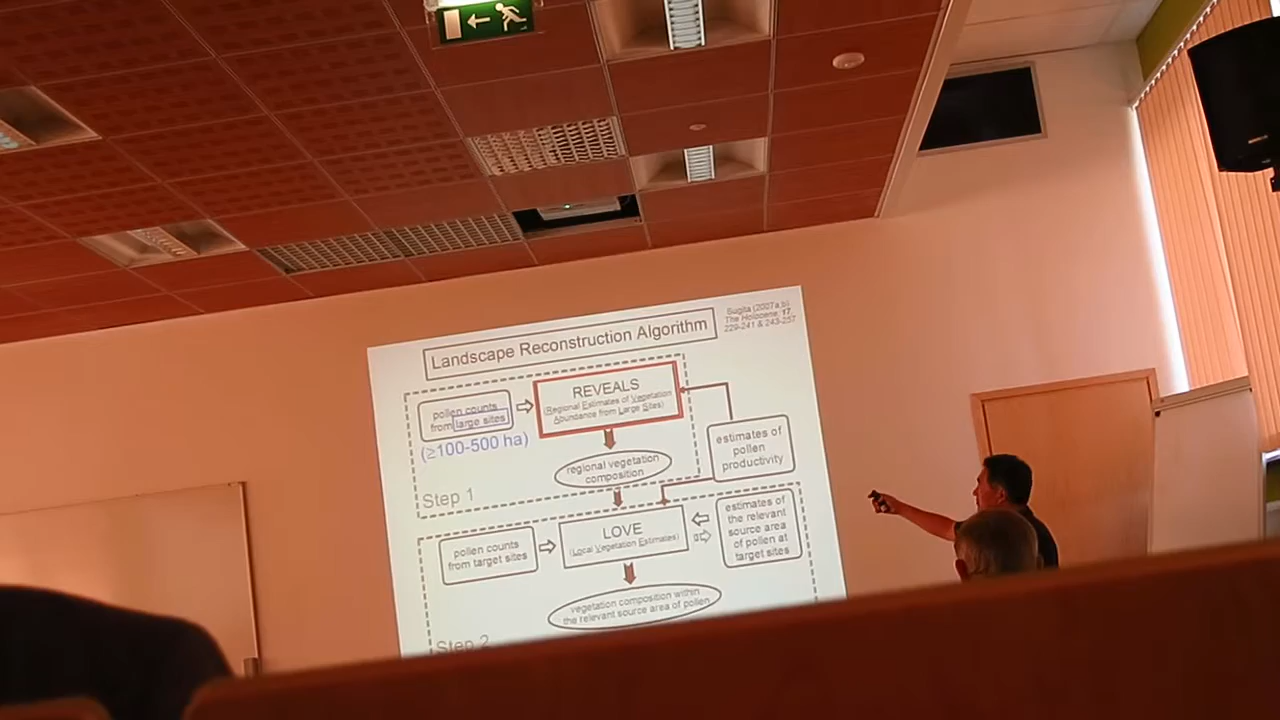 Landscape Reconstruction Algorithm
Sugita (2007a,b)
The Holocene, 17,
229-241 & 243-257
pollen counts
from large sites
(≥100-500 ha)
REVEALS
(Regional Estimates of Vegetation
Abundance from Large Sites)
estimates of
pollen
productivity
regional vegetation
composition
Step 1
pollen counts
from target sites
LOVE
(Local Vegetation Estimates)
estimates of
the relevant
source area
of pollen at
target sites
vegetation composition within
the relevant source area of pollen
Step 2